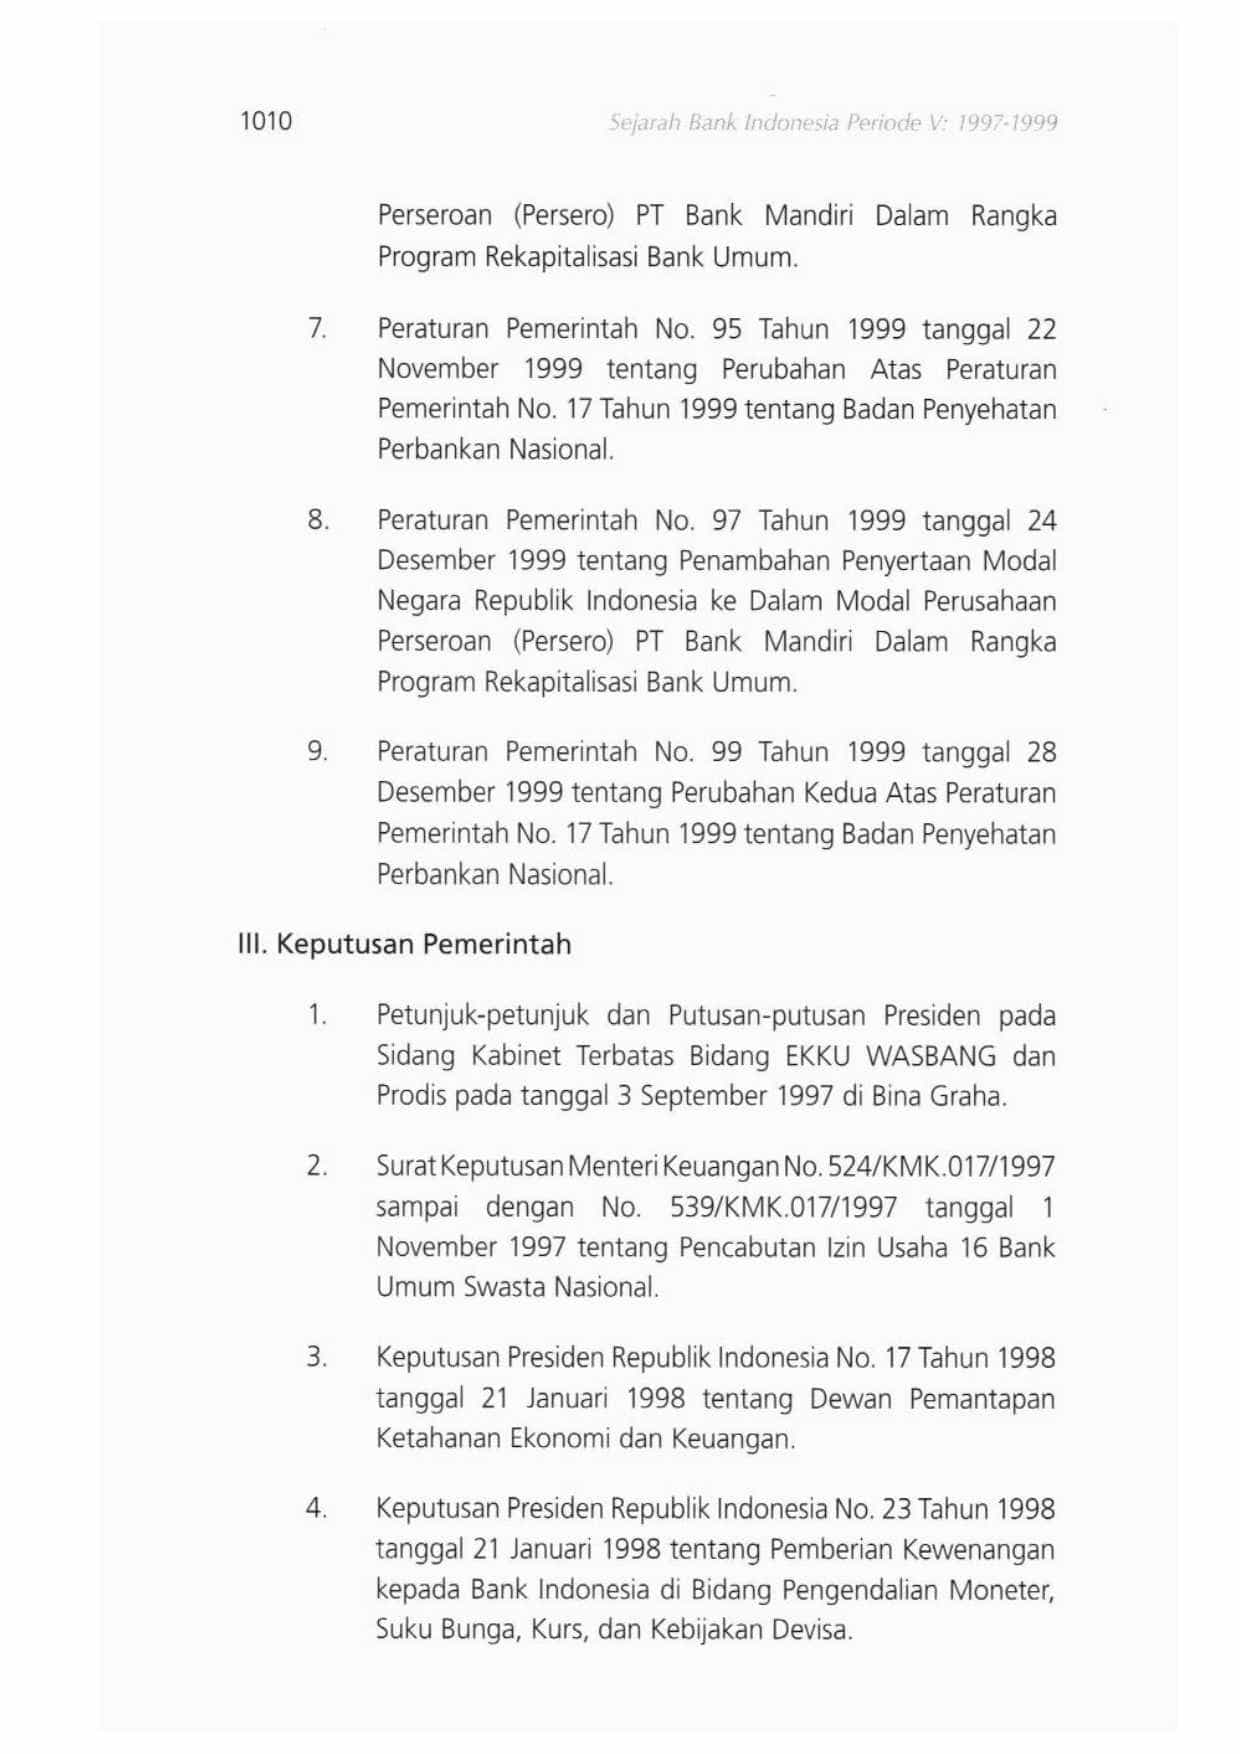 1010
Sejarah Bank Indonesia Periode V: 1997-1999
Perseroan (Persero) PT Bank Mandiri Dalam Rangka
Program Rekapitalisasi Bank Umum.
7. Peraturan Pemerintah No. 95 Tahun 1999 tanggal 22
November 1999 tentang Perubahan Atas Peraturan
Pemerintah No. 17 Tahun 1999 tentang Badan Penyehatan
Perbankan Nasional.
8. Peraturan Pemerintah No. 97 Tahun 1999 tanggal 24
Desember 1999 tentang Penambahan Penyertaan Modal
Negara Republik Indonesia ke Dalam Modal Perusahaan
Perseroan (Persero) PT Bank Mandiri Dalam Rangka
Program Rekapitalisasi Bank Umum.
9. Peraturan Pemerintah No. 99 Tahun 1999 tanggal 28
Desember 1999 tentang Perubahan Kedua Atas Peraturan
Pemerintah No. 17 Tahun 1999 tentang Badan Penyehatan
Perbankan Nasional.
III. Keputusan Pemerintah
1. Petunjuk-petunjuk dan Putusan-putusan Presiden pada
Sidang Kabinet Terbatas Bidang EKKU WASBANG dan
Prodis pada tanggal 3 September 1997 di Bina Graha.
2. Surat Keputusan Menteri Keuangan No. 524/KMK.017/1997
sampai dengan No. 539/KMK.017/1997 tanggal 1
November 1997 tentang Pencabutan Izin Usaha 16 Bank
Umum Swasta Nasional.
3. Keputusan Presiden Republik Indonesia No. 17 Tahun 1998
tanggal 21 Januari 1998 tentang Dewan Pemantapan
Ketahanan Ekonomi dan Keuangan.
4. Keputusan Presiden Republik Indonesia No. 23 Tahun 1998
tanggal 21 Januari 1998 tentang Pemberian Kewenangan
kepada Bank Indonesia di Bidang Pengendalian Moneter,
Suku Bunga, Kurs, dan Kebijakan Devisa.